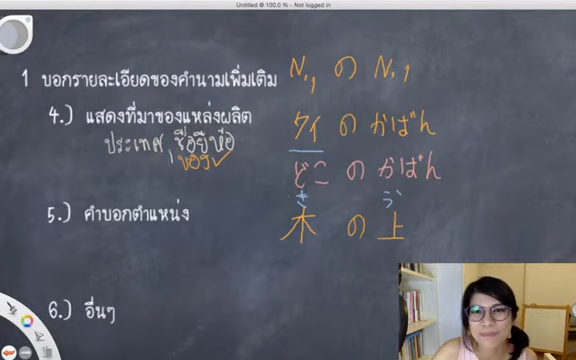 Untitled @ 100.0 % - Not logged in
1 บอกรายละเอียดของคำนามเพิ่มเติม N., の N.,
4.) แสดงที่มาของแหล่งผลิต タイ の かばん
ประเทศ, ชื่อยี่ห้อ
ของ どこ の かばん
き う
5.) คำบอกตำแหน่ง 木 の 上
6.) อื่นๆ